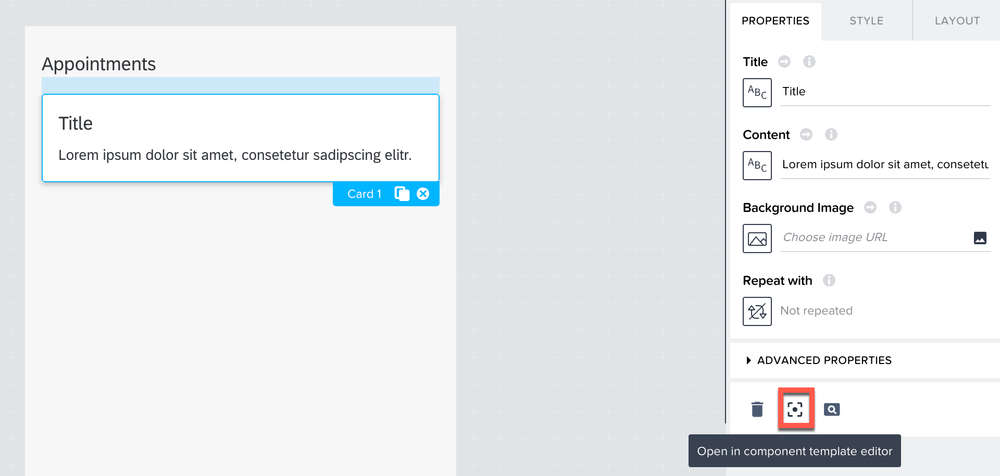 Appointments
Title
Lorem ipsum dolor sit amet, consetetur sadipscing elitr.
Card 1
PROPERTIES
STYLE
LAYOUT
Title
ABC
Title
Content
ABC
Lorem ipsum dolor sit amet, consetetu
Background Image
Choose image URL
Repeat with
Not repeated
ADVANCED PROPERTIES
Open in component template editor